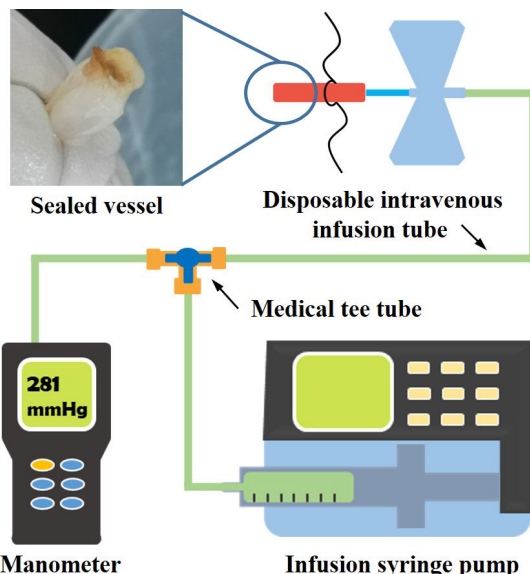 Sealed vessel
Disposable intravenous
infusion tube
Medical tee tube
281
mmHg
Manometer
Infusion syringe pump